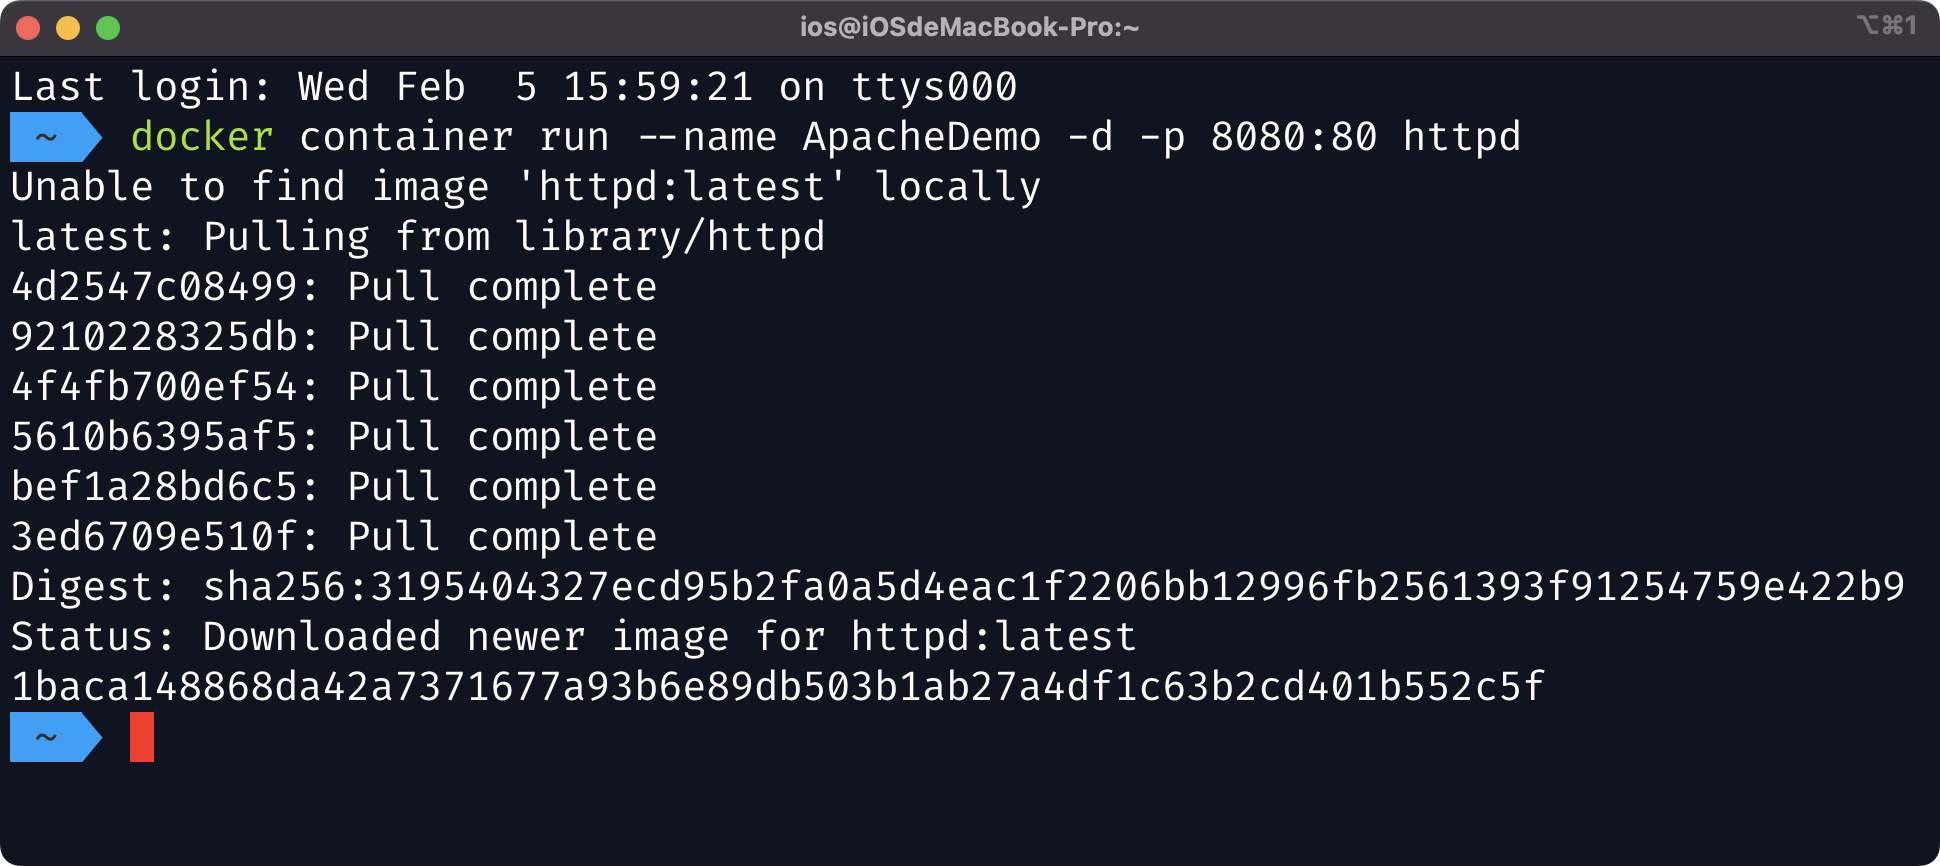 ios@iOSdeMacBook-Pro:~
⌥⌘1
Last login: Wed Feb  5 15:59:21 on ttys000
~ docker container run --name ApacheDemo -d -p 8080:80 httpd
Unable to find image 'httpd:latest' locally
latest: Pulling from library/httpd
4d2547c08499: Pull complete
9210228325db: Pull complete
4f4fb700ef54: Pull complete
5610b6395af5: Pull complete
bef1a28bd6c5: Pull complete
3ed6709e510f: Pull complete
Digest: sha256:3195404327ecd95b2fa0a5d4eac1f2206bb12996fb2561393f91254759e422b9
Status: Downloaded newer image for httpd:latest
1baca148868da42a7371677a93b6e89db503b1ab27a4df1c63b2cd401b552c5f
~